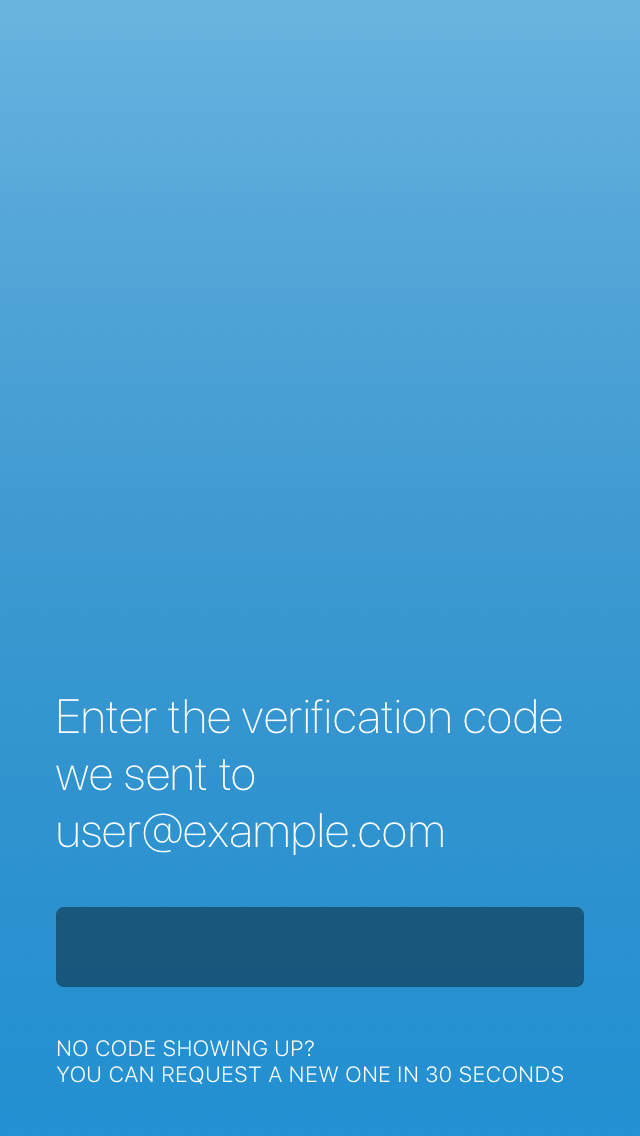 Enter the verification code
we sent to
user@example.com
NO CODE SHOWING UP?
YOU CAN REQUEST A NEW ONE IN 30 SECONDS